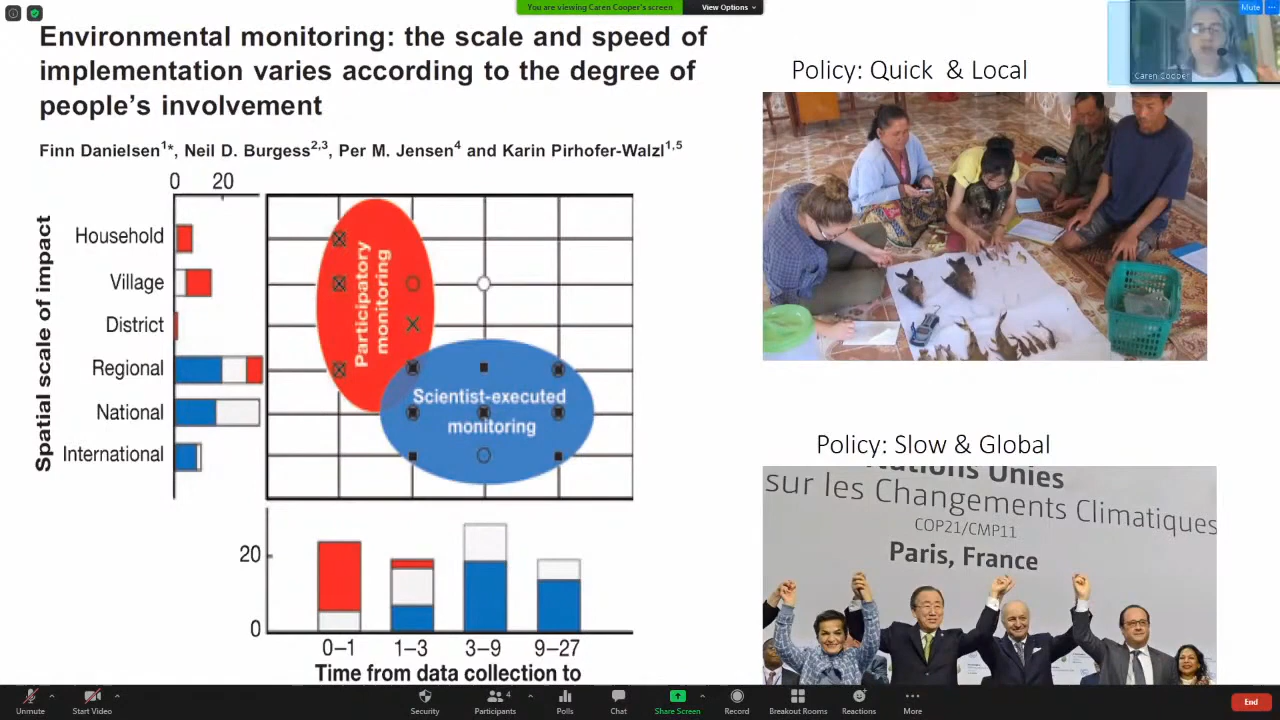 You are viewing Caren Cooper's screen
View Options
Mute
Caren Cooper
Environmental monitoring: the scale and speed of
implementation varies according to the degree of
people's involvement
Finn Danielsen1*, Neil D. Burgess2,3, Per M. Jensen4 and Karin Pirhofer-Walzl1,5
0 20
Spatial scale of impact
Household
Village
District
Regional
National
International
Participatory
monitoring
Scientist-executed
monitoring
20
0
0–1 1–3 3–9 9–27
Time from data collection to
Policy: Quick & Local
Policy: Slow & Global
Nations Unies
sur les Changements Climatiques
COP21/CMP11
Paris, France
Unmute
Start Video
Security
Participants
4
Polls
Chat
Share Screen
Record
Breakout Rooms
Reactions
More
End